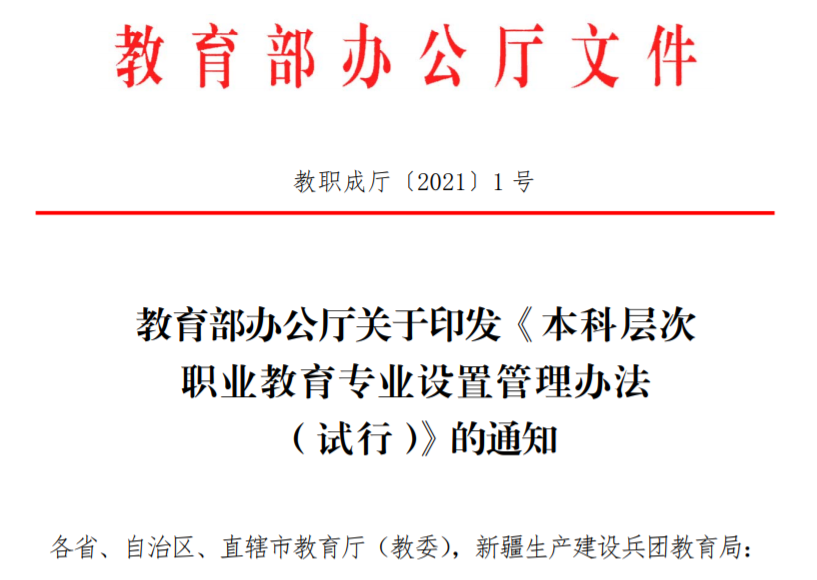 教育部办公厅文件
教职成厅〔2021〕1号
教育部办公厅关于印发《本科层次
职业教育专业设置管理办法
（试行）》的通知
各省、自治区、直辖市教育厅（教委），新疆生产建设兵团教育局：